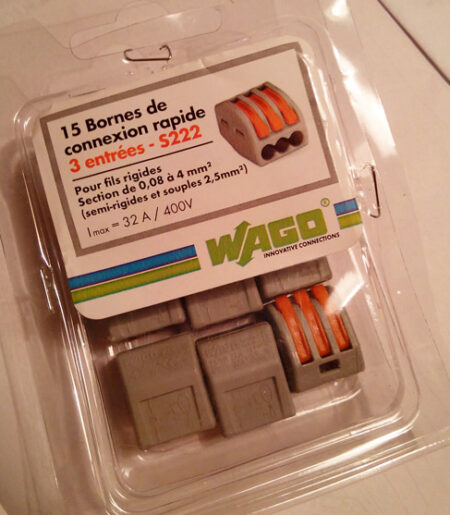 15 Bornes de
connexion rapide
3 entrées - S222
Pour fils rigides
Section de 0,08 à 4 mm²
(semi-rigides et souples 2,5mm²)
Imax = 32 A / 400V
WAGO®
INNOVATIVE CONNECTIONS